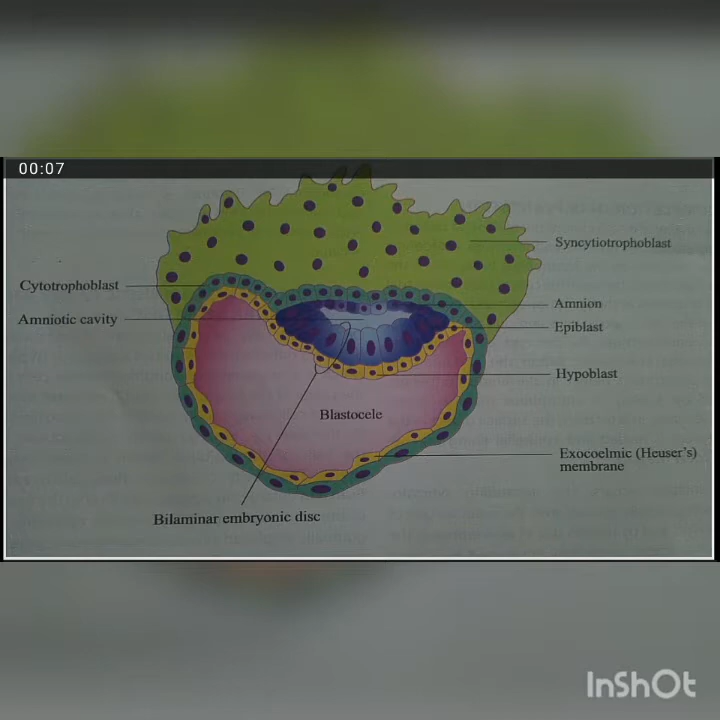 00:07
Syncytiotrophoblast
Cytotrophoblast
Amnion
Amniotic cavity
Epiblast
Hypoblast
Blastocele
Exocoelmic (Heuser's)
membrane
Bilaminar embryonic disc
InShOt